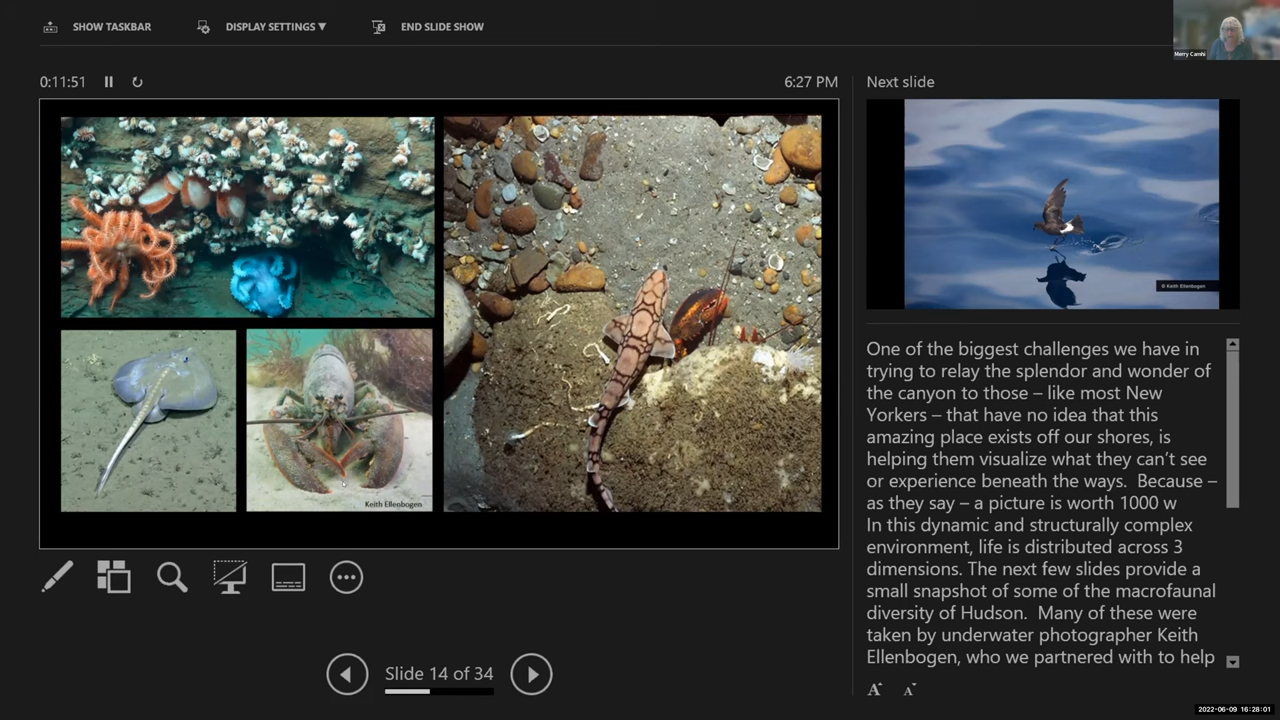 SHOW TASKBAR
DISPLAY SETTINGS ▼
END SLIDE SHOW
Merry Camhi
0:11:51
6:27 PM
Next slide
Keith Ellenbogen
© Keith Ellenbogen
One of the biggest challenges we have in
trying to relay the splendor and wonder of
the canyon to those – like most New
Yorkers – that have no idea that this
amazing place exists off our shores, is
helping them visualize what they can't see
or experience beneath the ways.  Because –
as they say – a picture is worth 1000 w
In this dynamic and structurally complex
environment, life is distributed across 3
dimensions. The next few slides provide a
small snapshot of some of the macrofaunal
diversity of Hudson.  Many of these were
taken by underwater photographer Keith
Ellenbogen, who we partnered with to help
Slide 14 of 34
A A
2022-06-09 16:28:01